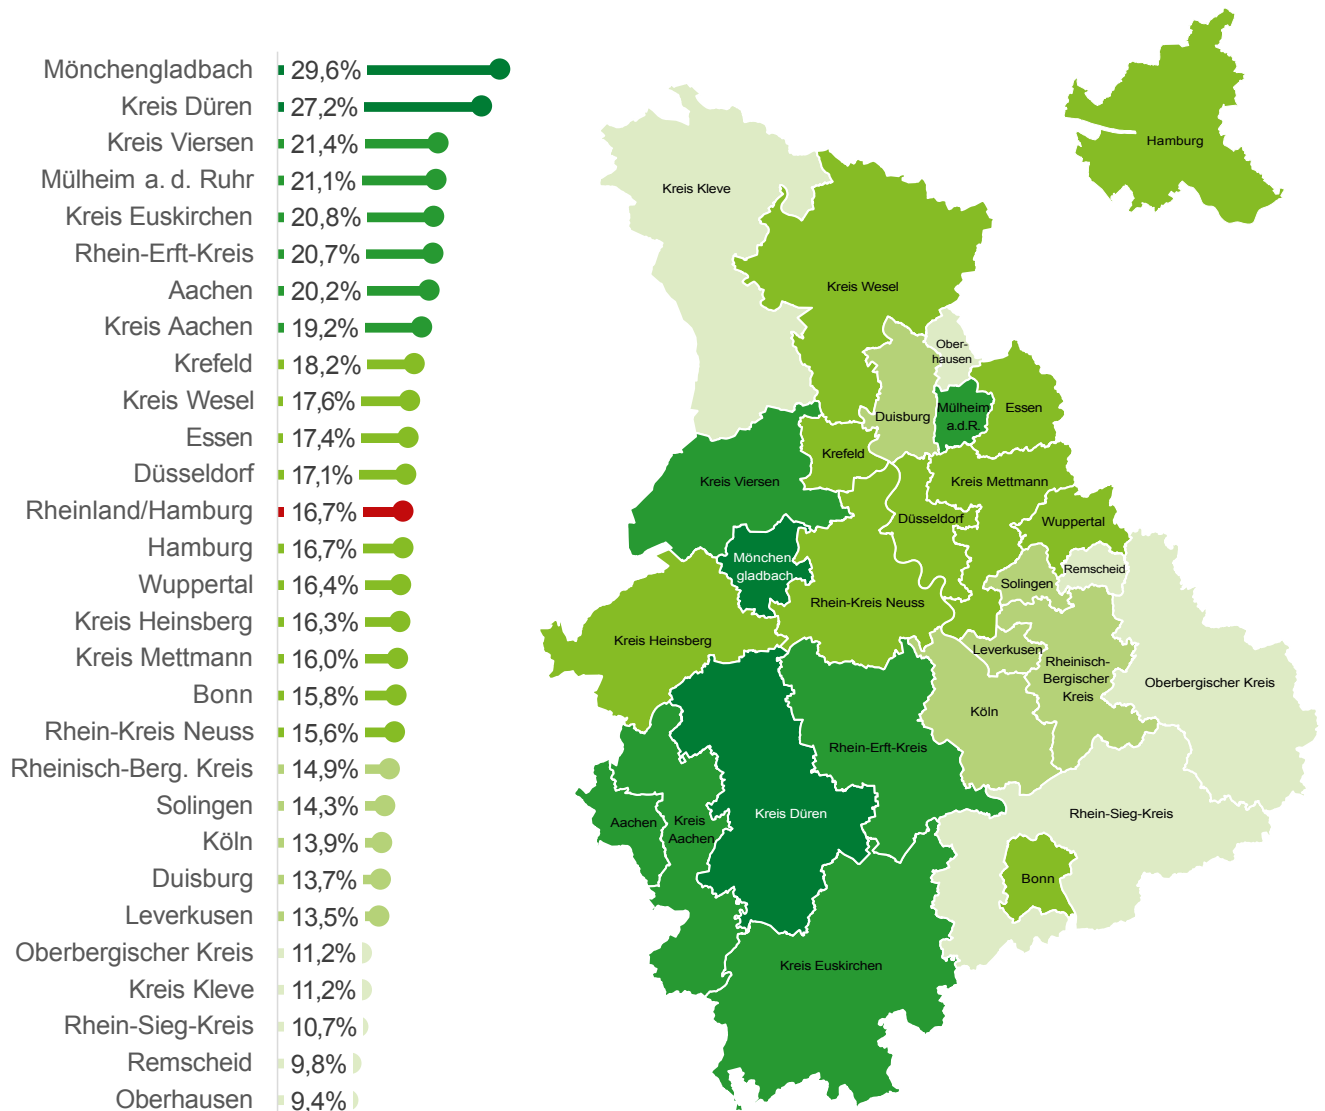 Mönchengladbach 29,6%
Kreis Düren 27,2%
Kreis Viersen 21,4%
Mülheim a. d. Ruhr 21,1%
Kreis Euskirchen 20,8%
Rhein-Erft-Kreis 20,7%
Aachen 20,2%
Kreis Aachen 19,2%
Krefeld 18,2%
Kreis Wesel 17,6%
Essen 17,4%
Düsseldorf 17,1%
Rheinland/Hamburg 16,7%
Hamburg 16,7%
Wuppertal 16,4%
Kreis Heinsberg 16,3%
Kreis Mettmann 16,0%
Bonn 15,8%
Rhein-Kreis Neuss 15,6%
Rheinisch-Berg. Kreis 14,9%
Solingen 14,3%
Köln 13,9%
Duisburg 13,7%
Leverkusen 13,5%
Oberbergischer Kreis 11,2%
Kreis Kleve 11,2%
Rhein-Sieg-Kreis 10,7%
Remscheid 9,8%
Oberhausen 9,4%
Hamburg
Kreis Kleve
Kreis Wesel
Ober-
hausen
Duisburg
Mülheim
a.d.R.
Essen
Krefeld
Kreis Viersen
Kreis Mettmann
Düsseldorf
Wuppertal
Mönchen
gladbach
Remscheid
Solingen
Rhein-Kreis Neuss
Kreis Heinsberg
Leverkusen
Rheinisch-
Bergischer
Kreis
Oberbergischer Kreis
Köln
Rhein-Erft-Kreis
Kreis Düren
Aachen
Kreis
Aachen
Rhein-Sieg-Kreis
Bonn
Kreis Euskirchen